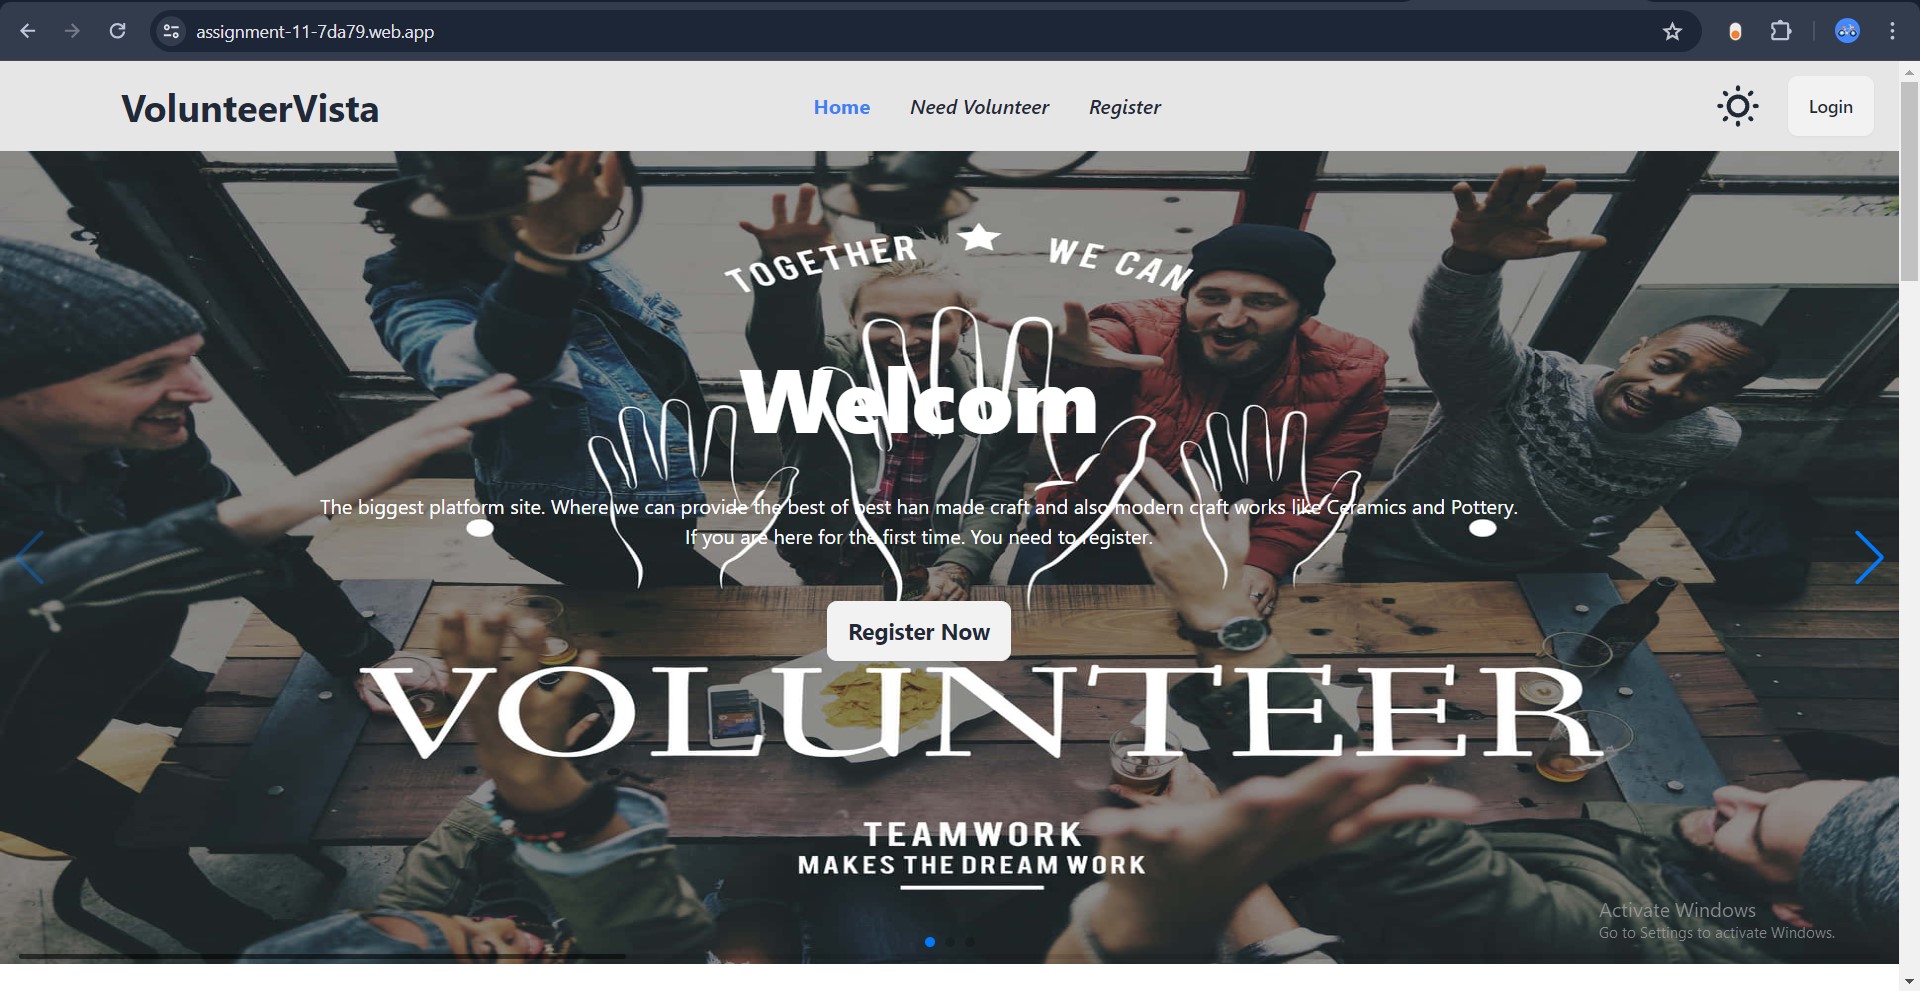 assignment-11-7da79.web.app
VolunteerVista
Home
Need Volunteer
Register
Login
TOGETHER ★ WE CAN
Welcom
The biggest platform site. Where we can provide the best of best han made craft and also modern craft works like Ceramics and Pottery.
If you are here for the first time. You need to register.
Register Now
VOLUNTEER
TEAMWORK
MAKES THE DREAM WORK
Activate Windows
Go to Settings to activate Windows.